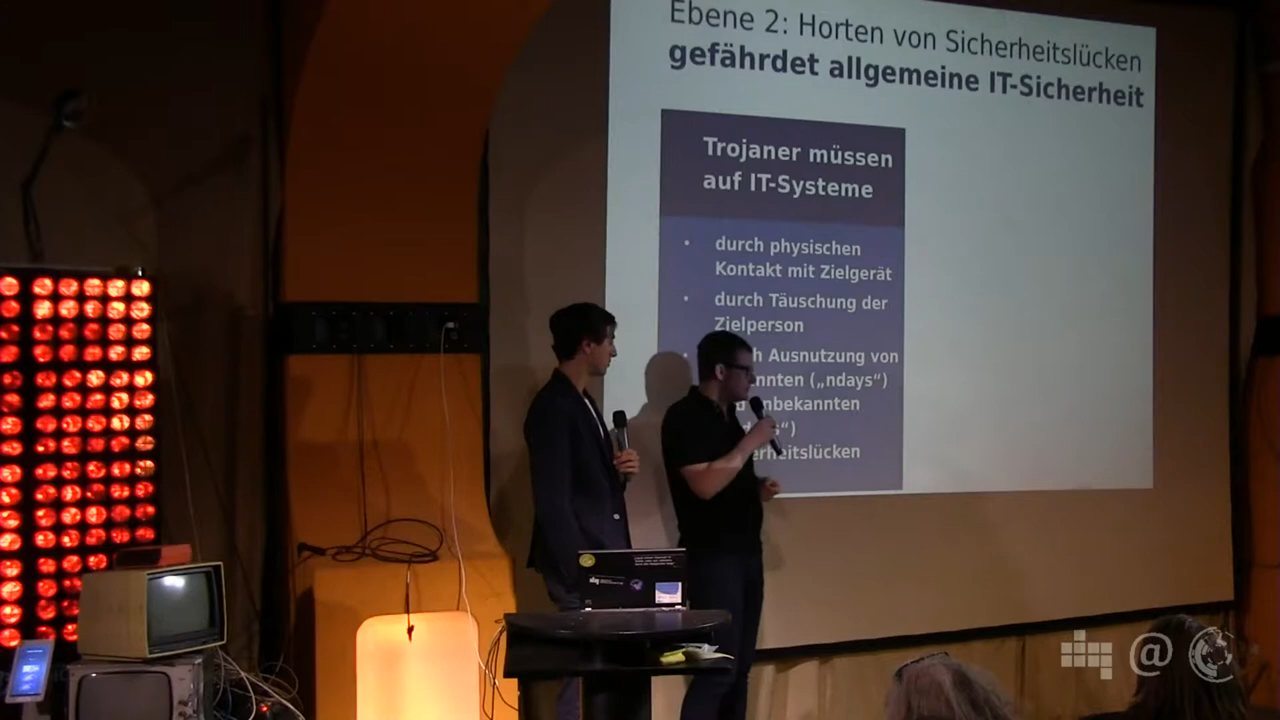 Ebene 2: Horten von Sicherheitslücken
gefährdet allgemeine IT-Sicherheit
Trojaner müssen
auf IT-Systeme
• durch physischen
Kontakt mit Zielgerät
• durch Täuschung der
Zielperson
Ausnutzung von
(„ndays“)
@